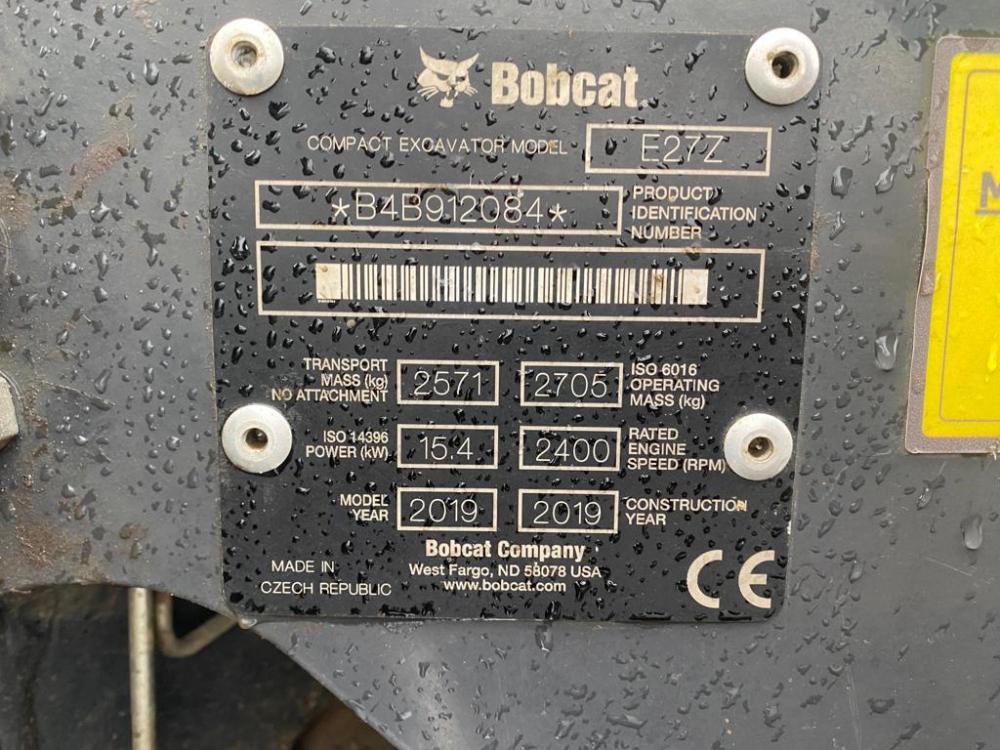 Bobcat
COMPACT EXCAVATOR MODEL E27Z
*B4B912084*
PRODUCT
IDENTIFICATION
NUMBER
TRANSPORT
MASS (kg)
NO ATTACHMENT
2571
2705
ISO 6016
OPERATING
MASS (kg)
ISO 14396
POWER (kW)
15.4
2400
RATED
ENGINE
SPEED (RPM)
MODEL
YEAR
2019
2019
CONSTRUCTION
YEAR
Bobcat Company
West Fargo, ND 58078 USA
www.bobcat.com
MADE IN
CZECH REPUBLIC
CE